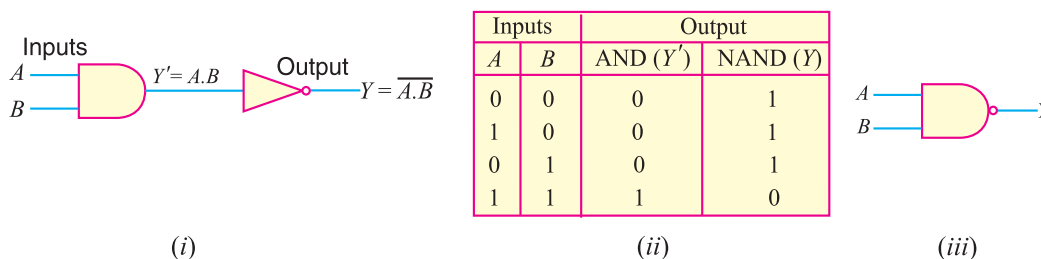 Inputs
A
B
Y′ = A.B
Output
Y = \overline{A.B}
(i)
Inputs Output
A B AND (Y′) NAND (Y)
0 0 0 1
1 0 0 1
0 1 0 1
1 1 1 0
(ii)
A
B
(iii)